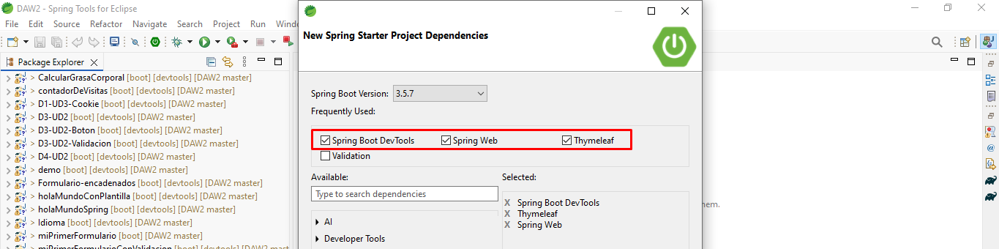 DAW2 - Spring Tools for Eclipse
File Edit Source Refactor Navigate Search Project Run
Package Explorer
CalcularGrasaCorporal [boot] [devtools] [DAW2 master]
contadorDeVisitas [boot] [devtools] [DAW2 master]
D1-UD3-Cookie [boot] [devtools] [DAW2 master]
D3-UD2 [boot] [devtools] [DAW2 master]
D3-UD2-Boton [boot] [devtools] [DAW2 master]
D3-UD2-Validacion [boot] [devtools] [DAW2 master]
D4-UD2 [boot] [devtools] [DAW2 master]
demo [boot] [devtools] [DAW2 master]
Formulario-encadenados [boot] [devtools] [DAW2 master]
holaMundoConPlantilla [boot] [devtools] [DAW2 master]
holaMundoSpring [boot] [devtools] [DAW2 master]
Idioma [boot] [devtools] [DAW2 master]
miPrimerFormulario [boot] [devtools] [DAW2 master]
miPrimerFormularioConValidacion [boot] [devtools] [DAW2 master]
New Spring Starter Project Dependencies
Spring Boot Version: 3.5.7
Frequently Used:
Spring Boot DevTools Spring Web Thymeleaf
Validation
Available:
Type to search dependencies
AI
Developer Tools
Selected:
X Spring Boot DevTools
X Thymeleaf
X Spring Web